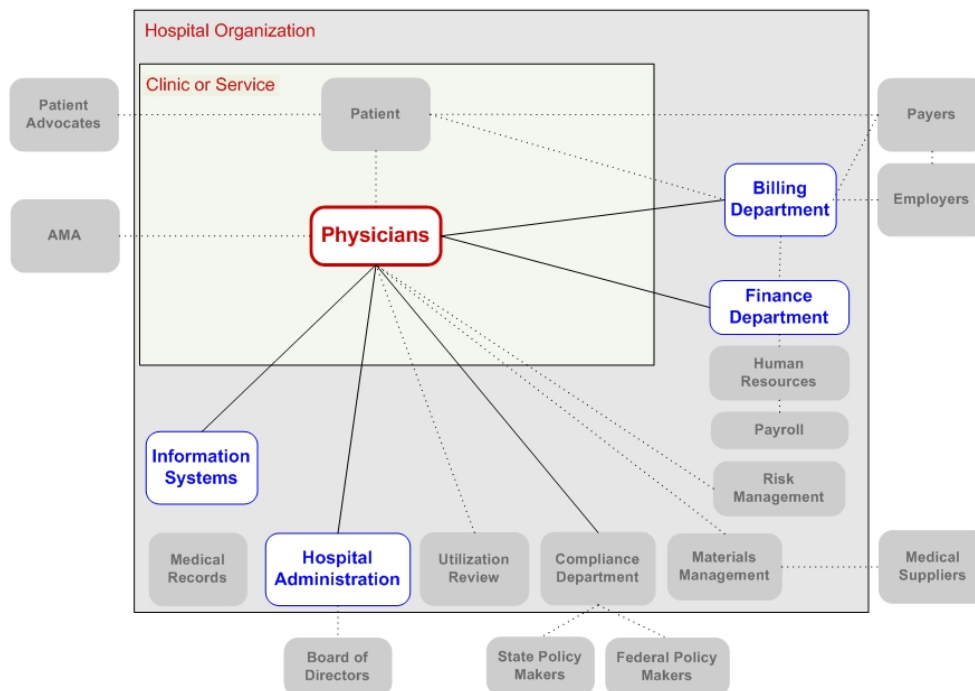 Hospital Organization
Clinic or Service
Patient
Advocates
Patient
Payers
Billing
Department
Employers
AMA
Physicians
Finance
Department
Human
Resources
Payroll
Information
Systems
Risk
Management
Medical
Records
Hospital
Administration
Utilization
Review
Compliance
Department
Materials
Management
Medical
Suppliers
Board of
Directors
State Policy
Makers
Federal Policy
Makers